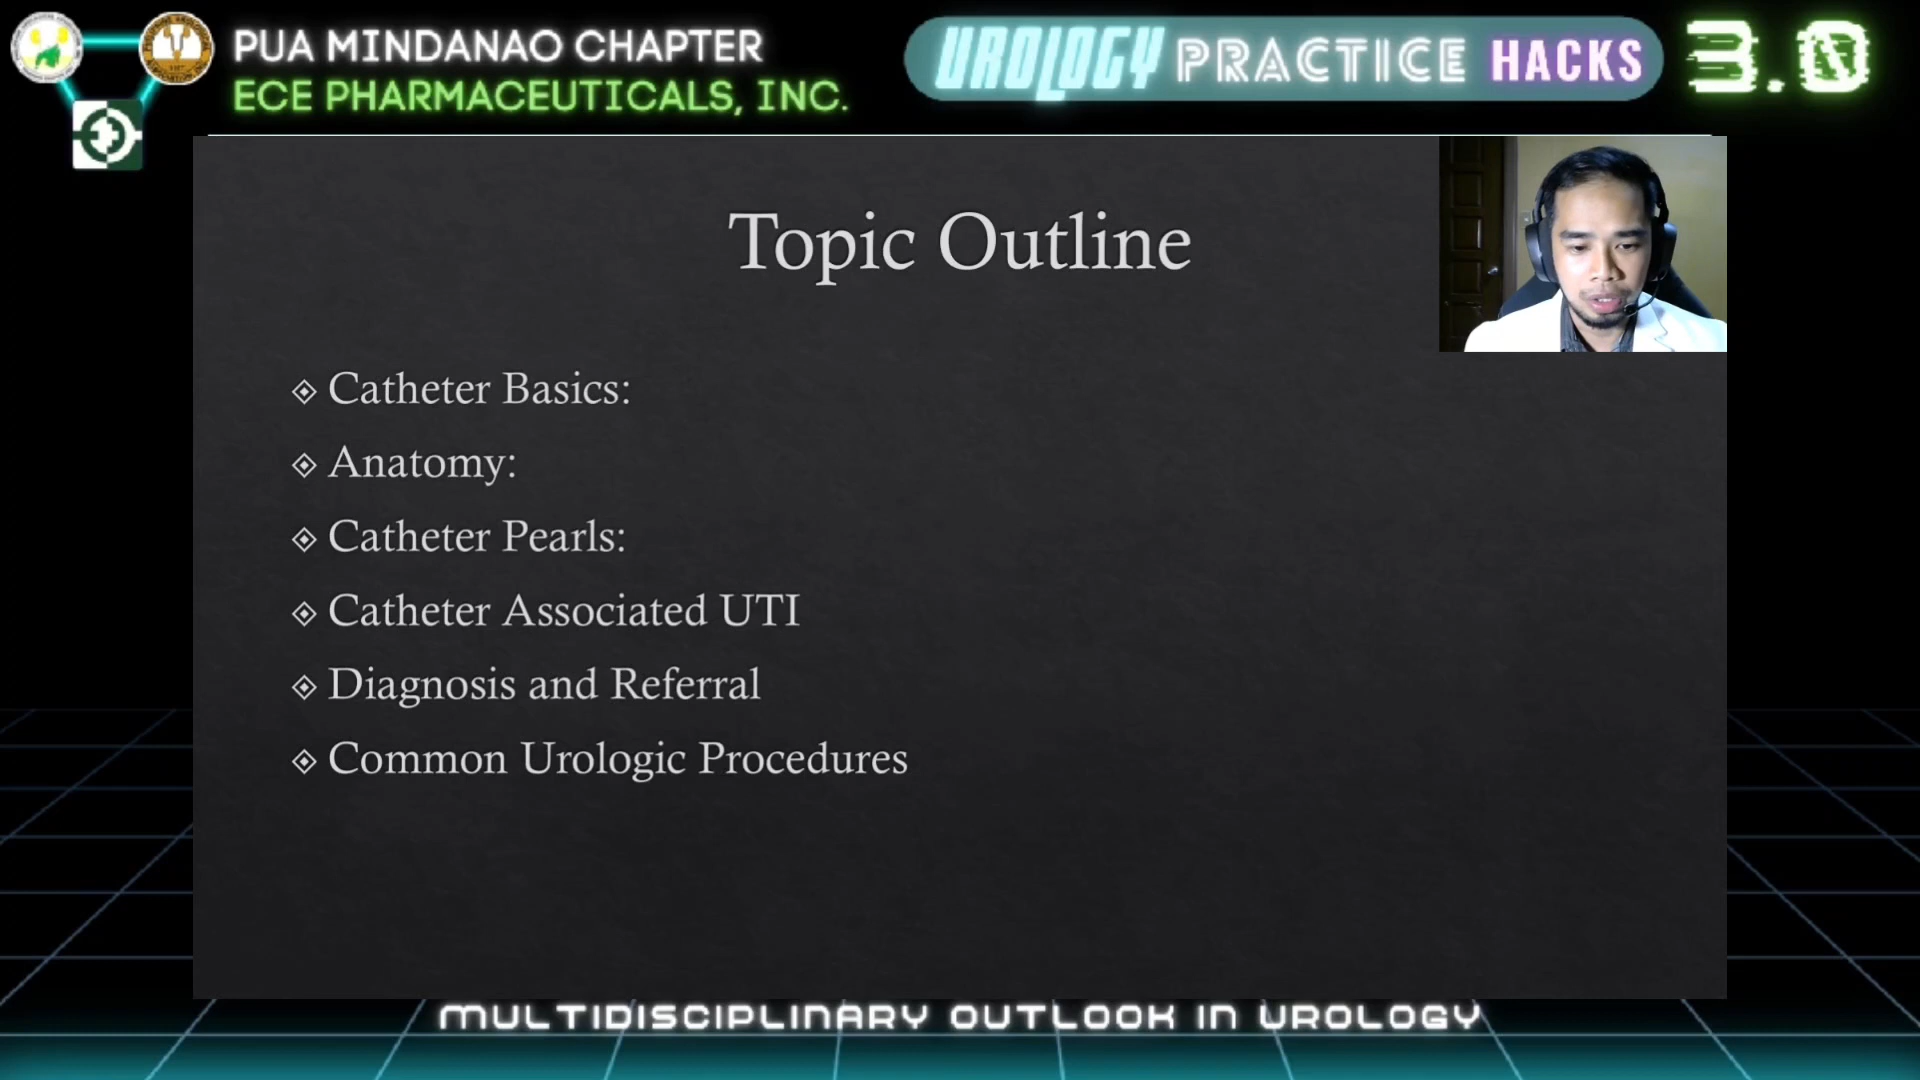 PUA MINDANAO CHAPTER
ECE PHARMACEUTICALS, INC.
UROLOGY PRACTICE HACKS 3.0
Topic Outline
Catheter Basics:
Anatomy:
Catheter Pearls:
Catheter Associated UTI
Diagnosis and Referral
Common Urologic Procedures
MULTIDISCIPLINARY OUTLOOK IN UROLOGY